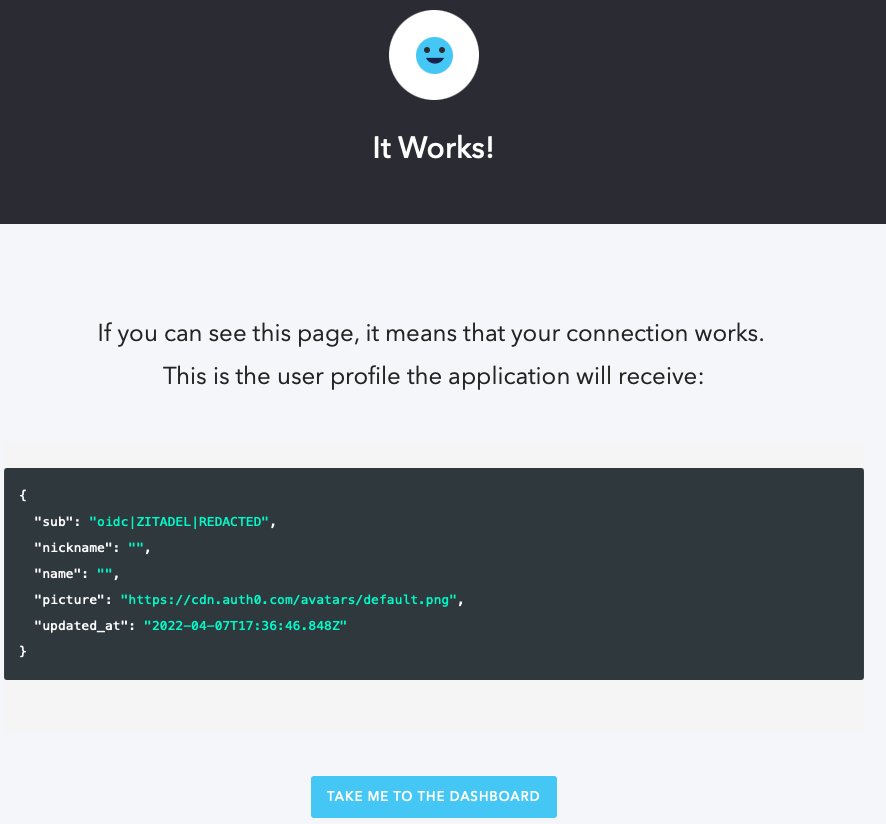 It Works!
If you can see this page, it means that your connection works.
This is the user profile the application will receive:
{
"sub": "oidc|ZITADEL|REDACTED",
"nickname": "",
"name": "",
"picture": "https://cdn.auth0.com/avatars/default.png",
"updated_at": "2022-04-07T17:36:46.848Z"
}
TAKE ME TO THE DASHBOARD